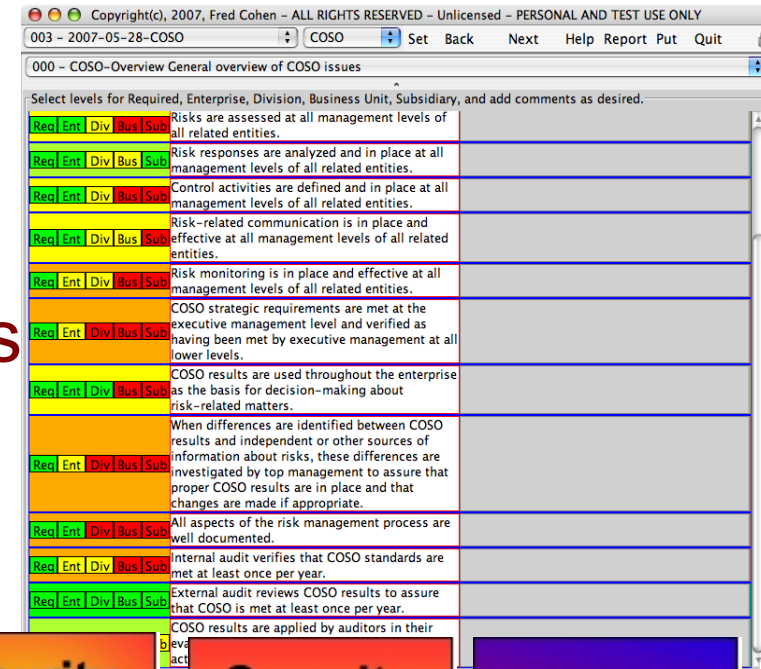 Copyright(c), 2007, Fred Cohen – ALL RIGHTS RESERVED – Unlicensed – PERSONAL AND TEST USE ONLY
003 – 2007-05-28-COSO COSO Set Back Next Help Report Put Quit
000 – COSO-Overview General overview of COSO issues
Select levels for Required, Enterprise, Division, Business Unit, Subsidiary, and add comments as desired.
Req Ent Div Bus Sub
Risks are assessed at all management levels of
all related entities.
Req Ent Div Bus Sub
Risk responses are analyzed and in place at all
management levels of all related entities.
Req Ent Div Bus Sub
Control activities are defined and in place at all
management levels of all related entities.
Req Ent Div Bus Sub
Risk-related communication is in place and
effective at all management levels of all related
entities.
Req Ent Div Bus Sub
Risk monitoring is in place and effective at all
management levels of all related entities.
Req Ent Div Bus Sub
COSO strategic requirements are met at the
executive management level and verified as
having been met by executive management at all
lower levels.
Req Ent Div Bus Sub
COSO results are used throughout the enterprise
as the basis for decision-making about
risk-related matters.
Req Ent Div Bus Sub
When differences are identified between COSO
results and independent or other sources of
information about risks, these differences are
investigated by top management to assure that
proper COSO results are in place and that
changes are made if appropriate.
Req Ent Div Bus Sub
All aspects of the risk management process are
well documented.
Req Ent Div Bus Sub
Internal audit verifies that COSO standards are
met at least once per year.
Req Ent Div Bus Sub
External audit reviews COSO results to assure
that COSO is met at least once per year.
COSO results are applied by auditors in their